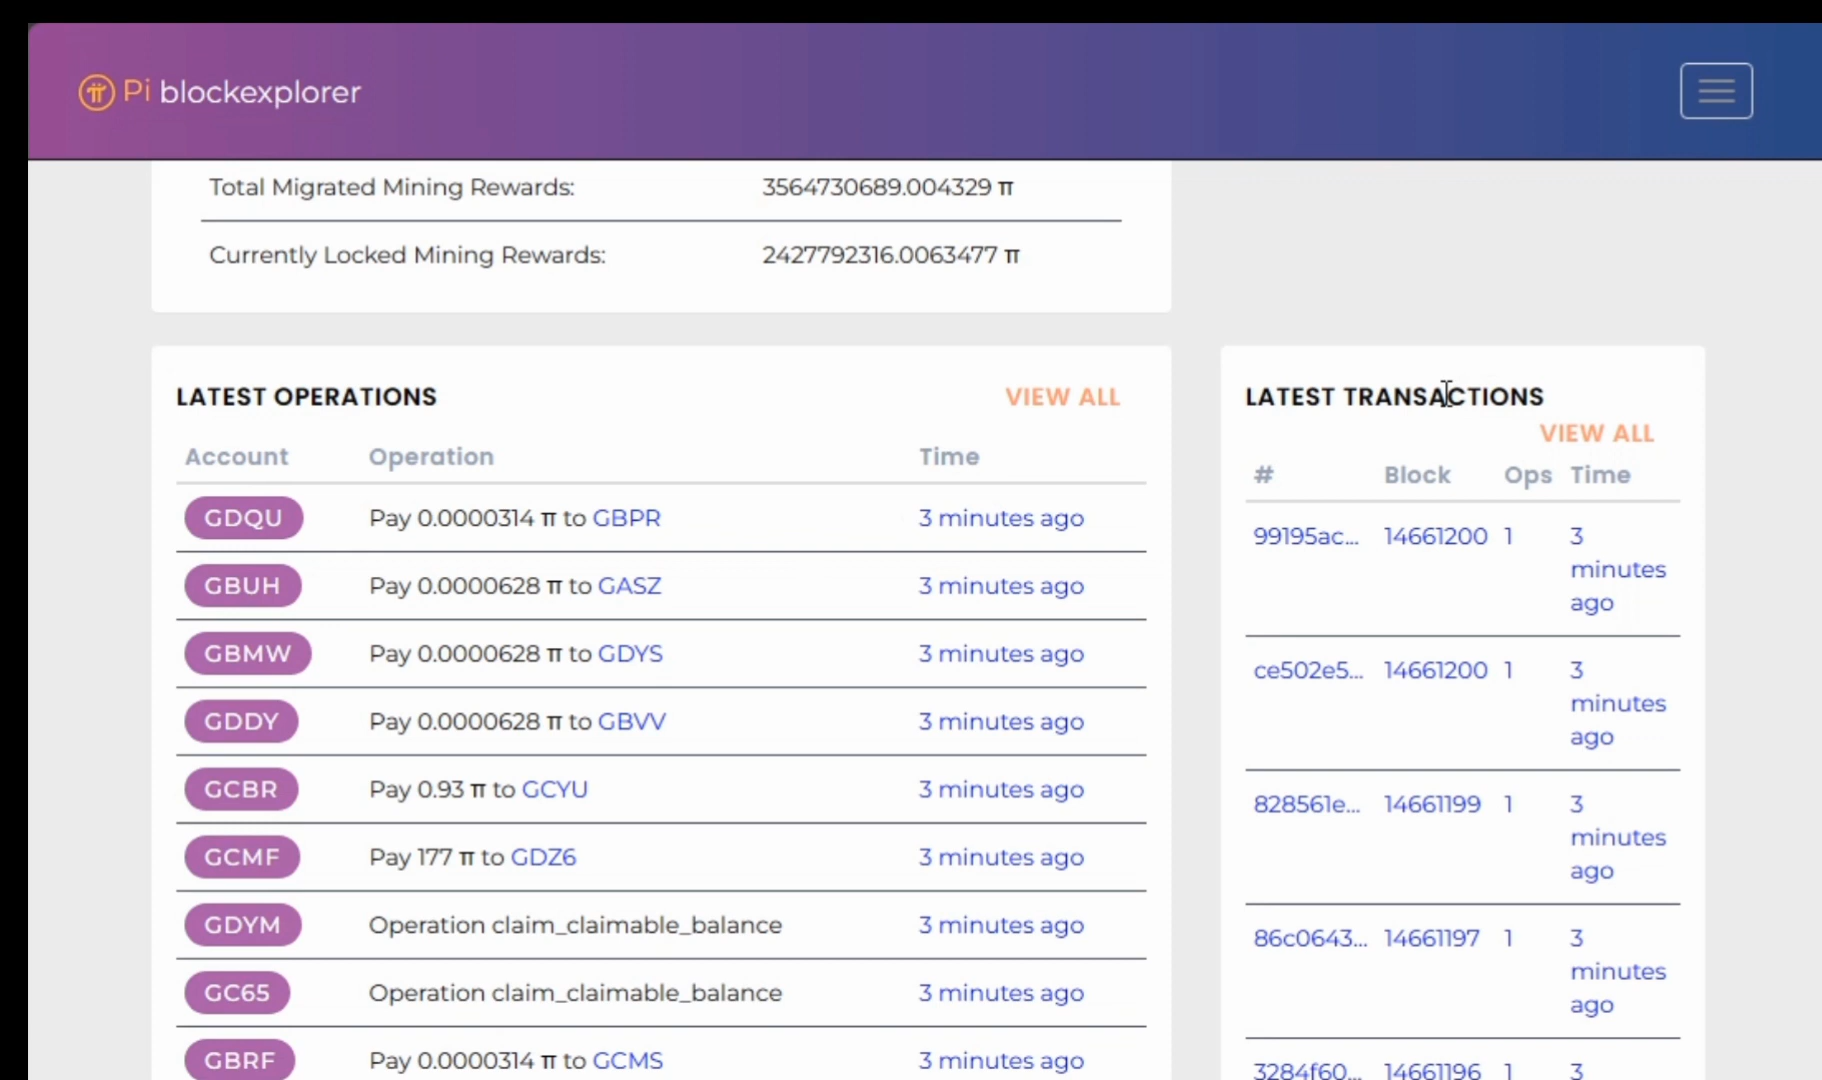 Pi blockexplorer
Total Migrated Mining Rewards: 3564730689.004329 π
Currently Locked Mining Rewards: 2427792316.0063477 π
LATEST OPERATIONS VIEW ALL
Account Operation Time
GDQU Pay 0.0000314 π to GBPR 3 minutes ago
GBUH Pay 0.0000628 π to GASZ 3 minutes ago
GBMW Pay 0.0000628 π to GDYS 3 minutes ago
GDDY Pay 0.0000628 π to GBVV 3 minutes ago
GCBR Pay 0.93 π to GCYU 3 minutes ago
GCMF Pay 177 π to GDZ6 3 minutes ago
GDYM Operation claim_claimable_balance 3 minutes ago
GC65 Operation claim_claimable_balance 3 minutes ago
GBRF Pay 0.0000314 π to GCMS 3 minutes ago
LATEST TRANSACTIONS
VIEW ALL
# Block Ops Time
99195ac... 14661200 1 3
minutes
ago
ce502e5... 14661200 1 3
minutes
ago
828561e... 14661199 1 3
minutes
ago
86c0643... 14661197 1 3
minutes
ago
3284f60... 14661196 1 3